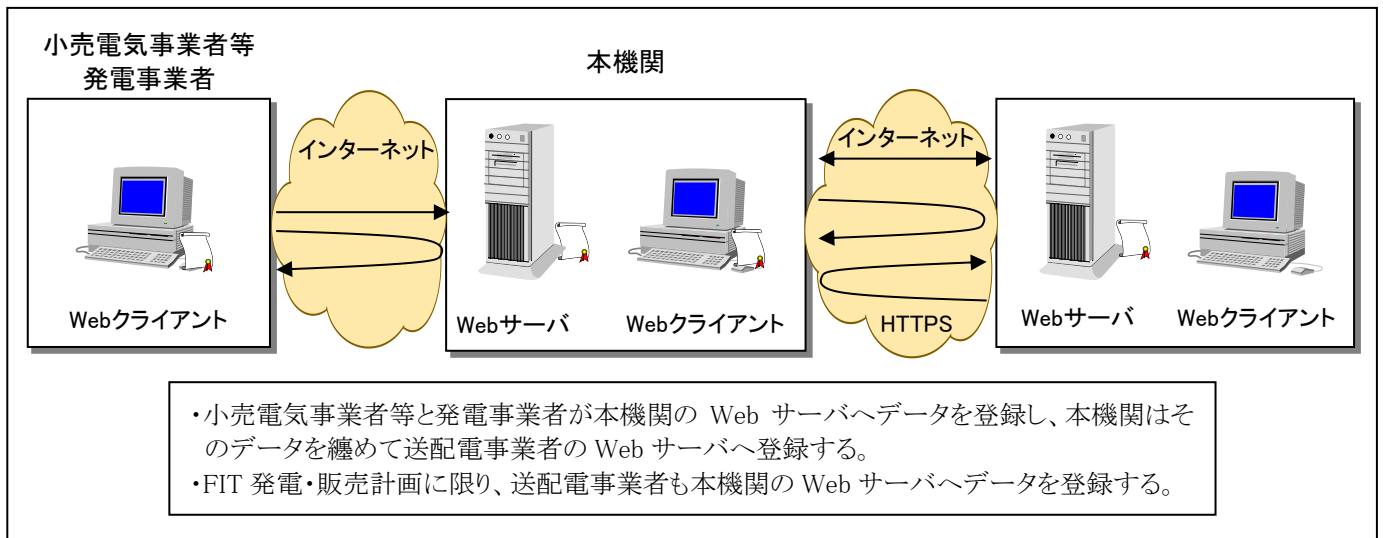 小売電気事業者等
発電事業者
本機関
インターネット
インターネット
HTTPS
Webクライアント
Webサーバ
Webクライアント
Webサーバ
Webクライアント
・小売電気事業者等と発電事業者が本機関の Web サーバへデータを登録し、本機関はそ
のデータを纏めて送配電事業者の Web サーバへ登録する。
・FIT 発電・販売計画に限り、送配電事業者も本機関の Web サーバへデータを登録する。